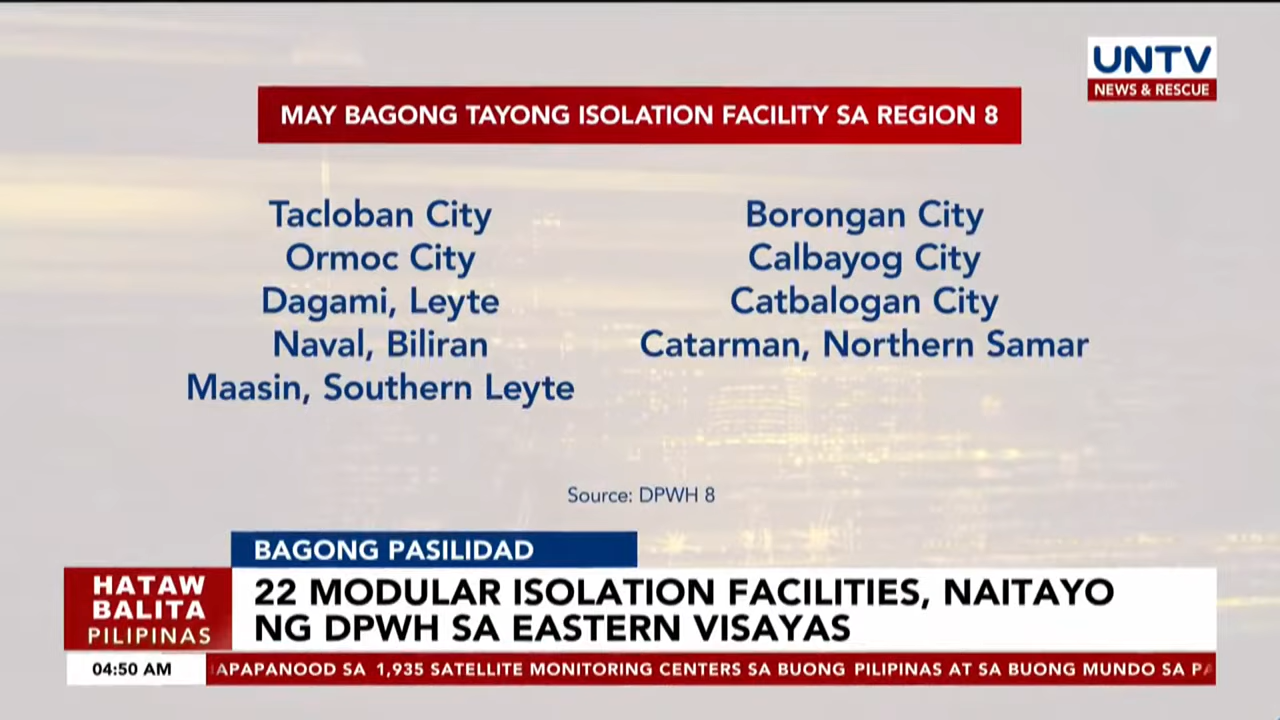 UNTV
NEWS & RESCUE
MAY BAGONG TAYONG ISOLATION FACILITY SA REGION 8
Tacloban City
Ormoc City
Dagami, Leyte
Naval, Biliran
Maasin, Southern Leyte
Borongan City
Calbayog City
Catbalogan City
Catarman, Northern Samar
Source: DPWH 8
BAGONG PASILIDAD
HATAW
BALITA
PILIPINAS
22 MODULAR ISOLATION FACILITIES, NAITAYO
NG DPWH SA EASTERN VISAYAS
04:50 AM
APAPANOOD SA 1,935 SATELLITE MONITORING CENTERS SA BUONG PILIPINAS AT SA BUONG MUNDO SA